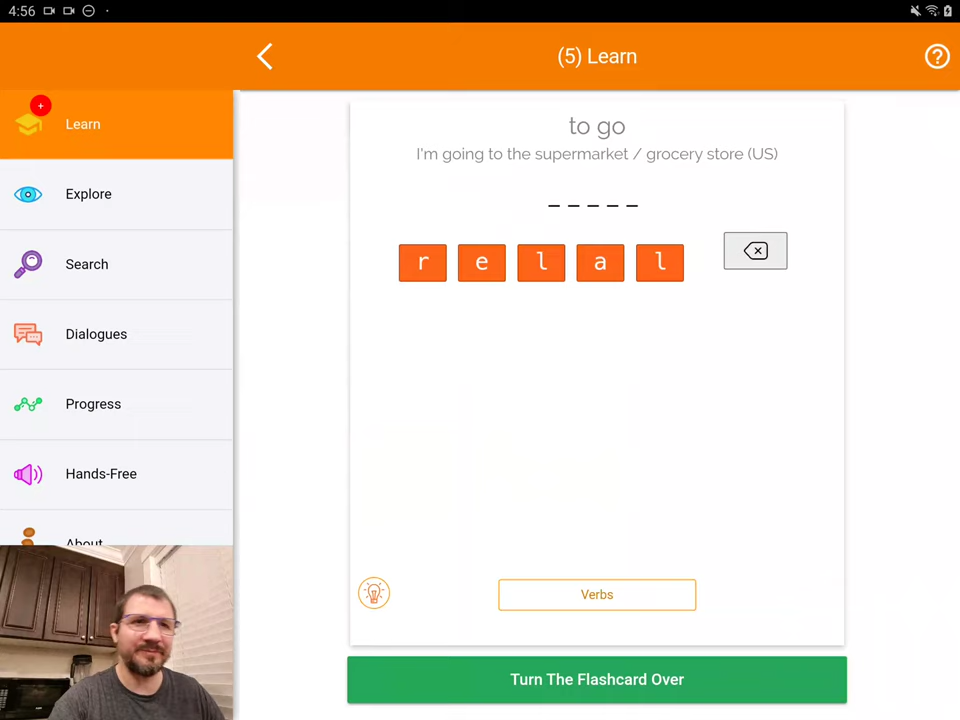 4:56
(5) Learn
?
+
Learn
Explore
Search
Dialogues
Progress
Hands-Free
About
to go
I'm going to the supermarket / grocery store (US)
_ _ _ _ _
r e l a l
Verbs
Turn The Flashcard Over